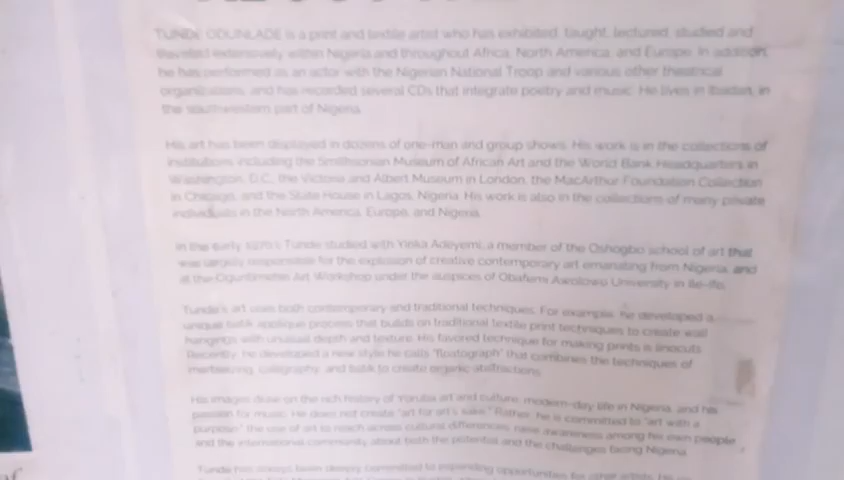 TUNDE ODUNLADE is a print and textile artist who has exhibited, taught, lectured, studied and
traveled extensively within Nigeria and throughout Africa, North America, and Europe. In addition,
he has performed as an actor with the Nigerian National Troop and various other theatrical
organizations, and has recorded several CDs that integrate poetry and music. He lives in Ibadan, in
the southwestern part of Nigeria.
His art has been displayed in dozens of one-man and group shows. His work is in the collections of
institutions including the Smithsonian Museum of African Art and the World Bank Headquarters in
Washington, D.C., the Victoria and Albert Museum in London, the MacArthur Foundation Collection
in Chicago, and the State House in Lagos, Nigeria. His work is also in the collections of many private
individuals in the North America, Europe, and Nigeria.
In the early 1970's Tunde studied with Yinka Adeyemi, a member of the Oshogbo school of art that
was largely responsible for the explosion of creative contemporary art emanating from Nigeria, and
at the Oguntimehin Art Workshop under the auspices of Obafemi Awolowo University in Ile-Ife.
Tunde's art uses both contemporary and traditional techniques. For example, he developed a
unique batik applique process that builds on traditional textile print techniques to create wall
hangings with unusual depth and texture. His favored technique for making prints is linocuts.
Recently, he developed a new style he calls "floatograph" that combines the techniques of
marbelizing, calligraphy, and batik to create organic abstractions.
His images draw on the rich history of Yoruba art and culture, modern-day life in Nigeria, and his
passion for music. He does not create "art for art's sake." Rather, he is committed to "art with a
purpose" the use of art to reach across cultural differences, raise awareness among his own people
and the international community about both the potential and the challenges facing Nigeria.
Tunde has always been deeply committed to expanding opportunities for other artists. He
of